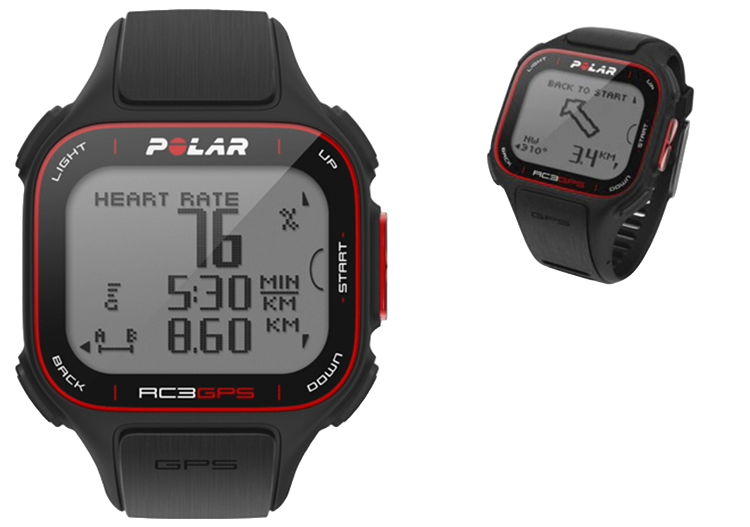 LIGHT
POLAR
UP
HEART RATE
76 %
5:30 MIN
KM
G
A B
8.60 KM
START
BACK
RC3GPS
DOWN
GPS
LIGHT
POLAR
UP
BACK TO START
START
NW
310°
3.4 KM
BACK
RC3GPS
DOWN
GPS